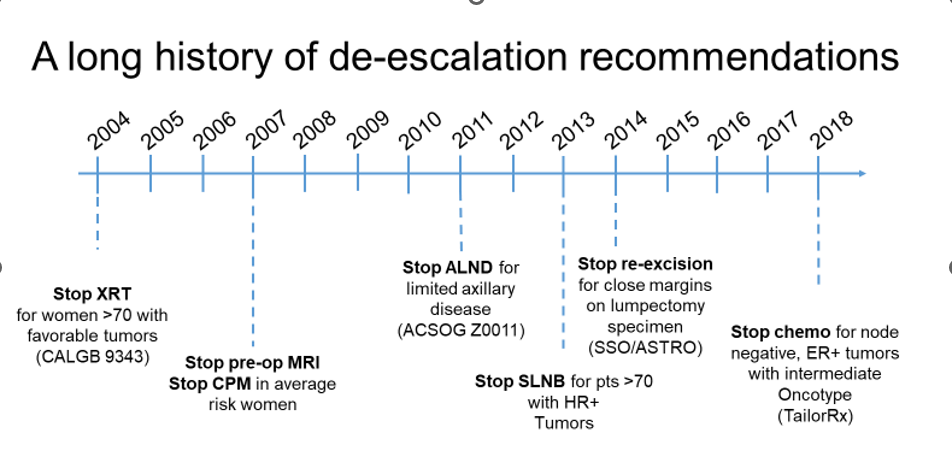 A long history of de-escalation recommendations
2004 2005 2006 2007 2008 2009 2010 2011 2012 2013 2014 2015 2016 2017 2018
Stop XRT
for women >70 with
favorable tumors
(CALGB 9343)
Stop pre-op MRI
Stop CPM in average
risk women
Stop ALND for
limited axillary
disease
(ACSOG Z0011)
Stop SLNB for pts >70
with HR+
Tumors
Stop re-excision
for close margins
on lumpectomy
specimen
(SSO/ASTRO)
Stop chemo for node
negative, ER+ tumors
with intermediate
Oncotype
(TailorRx)